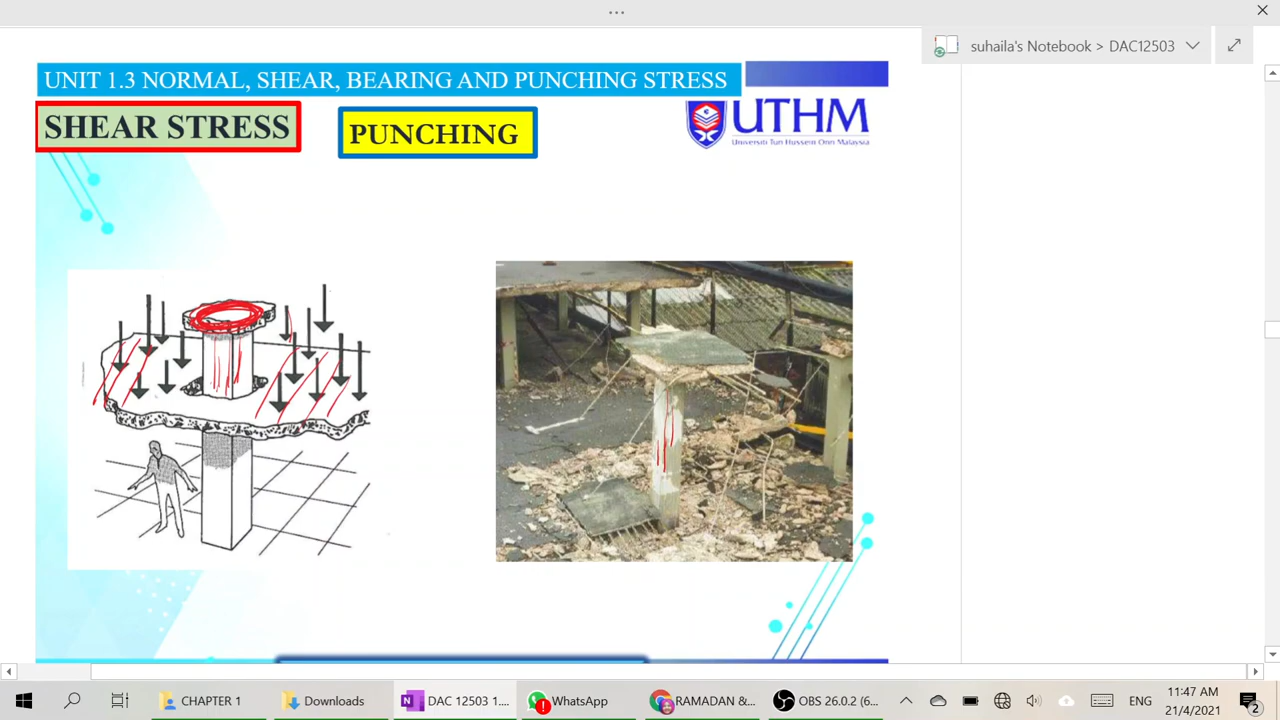 suhaila's Notebook > DAC12503
UNIT 1.3 NORMAL, SHEAR, BEARING AND PUNCHING STRESS
SHEAR STRESS
PUNCHING
UTHM
Universiti Tun Hussein Onn Malaysia
CHAPTER 1
Downloads
DAC 12503 1....
WhatsApp
RAMADAN &...
OBS 26.0.2 (6...
ENG
11:47 AM
21/4/2021
2